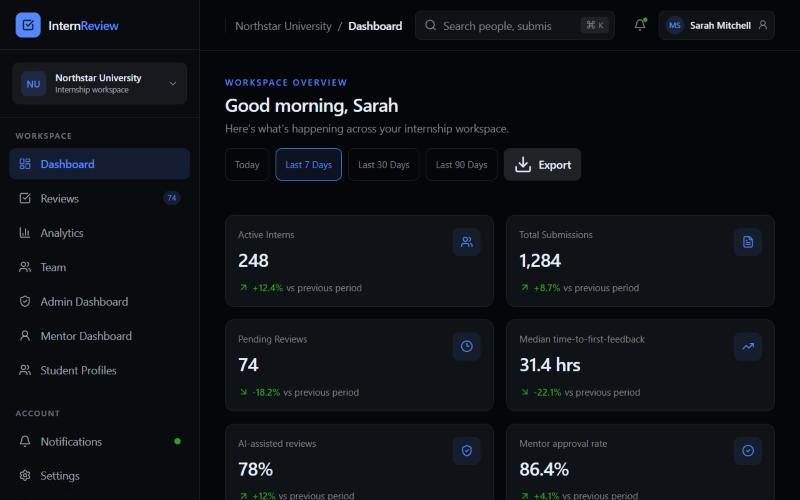 InternReview
Northstar University / Dashboard
Search people, submis
⌘ K
MS
Sarah Mitchell
NU
Northstar University
Internship workspace
WORKSPACE
Dashboard
Reviews
74
Analytics
Team
Admin Dashboard
Mentor Dashboard
Student Profiles
ACCOUNT
Notifications
Settings
WORKSPACE OVERVIEW
Good morning, Sarah
Here's what's happening across your internship workspace.
Today
Last 7 Days
Last 30 Days
Last 90 Days
Export
Active Interns
248
+12.4% vs previous period
Total Submissions
1,284
+8.7% vs previous period
Pending Reviews
74
-18.2% vs previous period
Median time-to-first-feedback
31.4 hrs
-22.1% vs previous period
AI-assisted reviews
78%
+12% vs previous period
Mentor approval rate
86.4%
+4.1% vs previous period